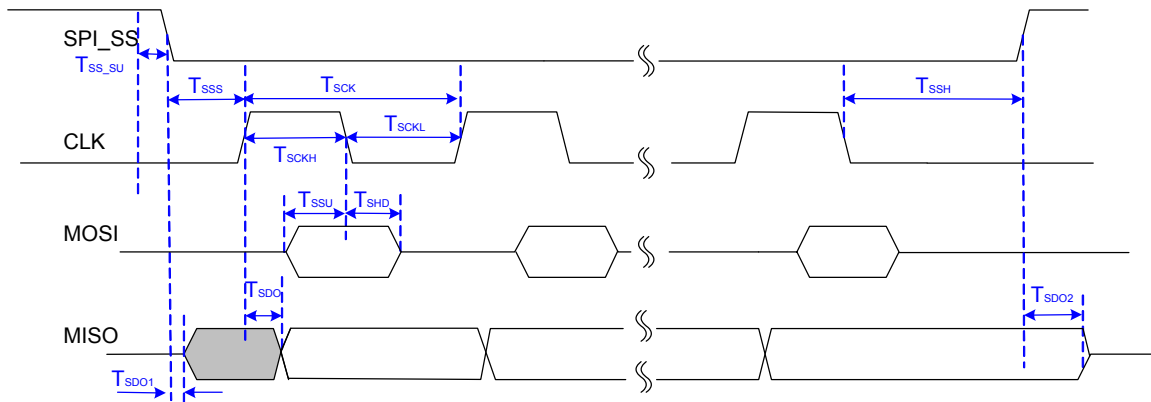 SPI_SS
TSS_SU
TSSS
TSCK
TSSH
TSCKL
CLK
TSCKH
TSSU
TSHD
MOSI
TSDO
TSDO2
MISO
TSDO1